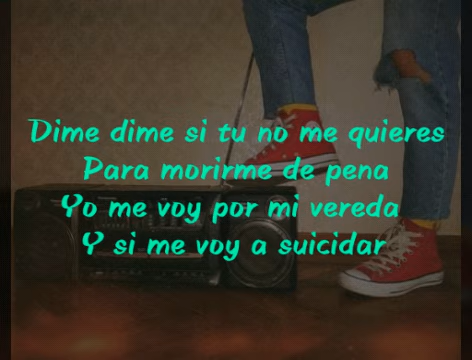 Dime dime si tu no me quieres
Para morirme de pena
Yo me voy por mi vereda
Y si me voy a suicidar